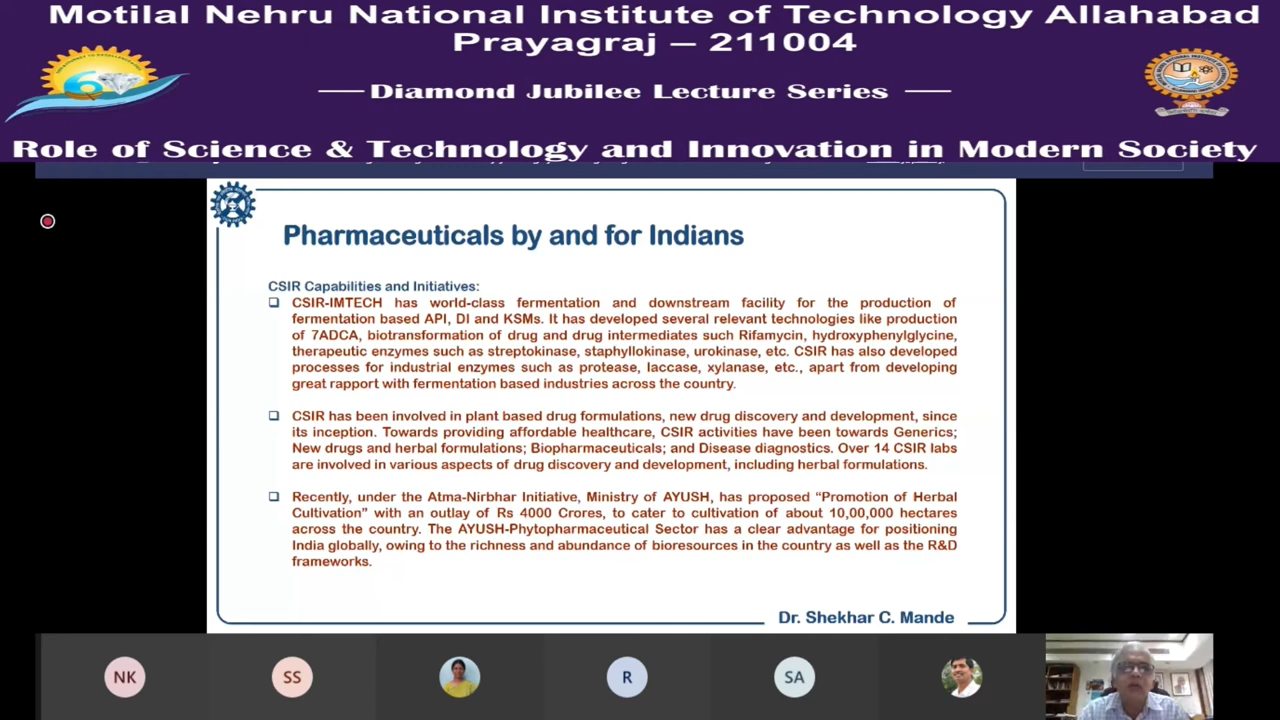 Motilal Nehru National Institute of Technology Allahabad
Prayagraj – 211004
Diamond Jubilee Lecture Series
Role of Science & Technology and Innovation in Modern Society
Pharmaceuticals by and for Indians
CSIR Capabilities and Initiatives:
CSIR-IMTECH has world-class fermentation and downstream facility for the production of
fermentation based API, DI and KSMs. It has developed several relevant technologies like production
of 7ADCA, biotransformation of drug and drug intermediates such Rifamycin, hydroxyphenylglycine,
therapeutic enzymes such as streptokinase, staphyllokinase, urokinase, etc. CSIR has also developed
processes for industrial enzymes such as protease, laccase, xylanase, etc., apart from developing
great rapport with fermentation based industries across the country.
CSIR has been involved in plant based drug formulations, new drug discovery and development, since
its inception. Towards providing affordable healthcare, CSIR activities have been towards Generics;
New drugs and herbal formulations; Biopharmaceuticals; and Disease diagnostics. Over 14 CSIR labs
are involved in various aspects of drug discovery and development, including herbal formulations.
Recently, under the Atma-Nirbhar Initiative, Ministry of AYUSH, has proposed “Promotion of Herbal
Cultivation” with an outlay of Rs 4000 Crores, to cater to cultivation of about 10,00,000 hectares
across the country. The AYUSH-Phytopharmaceutical Sector has a clear advantage for positioning
India globally, owing to the richness and abundance of bioresources in the country as well as the R&D
frameworks.
Dr. Shekhar C. Mande
NK
SS
R
SA